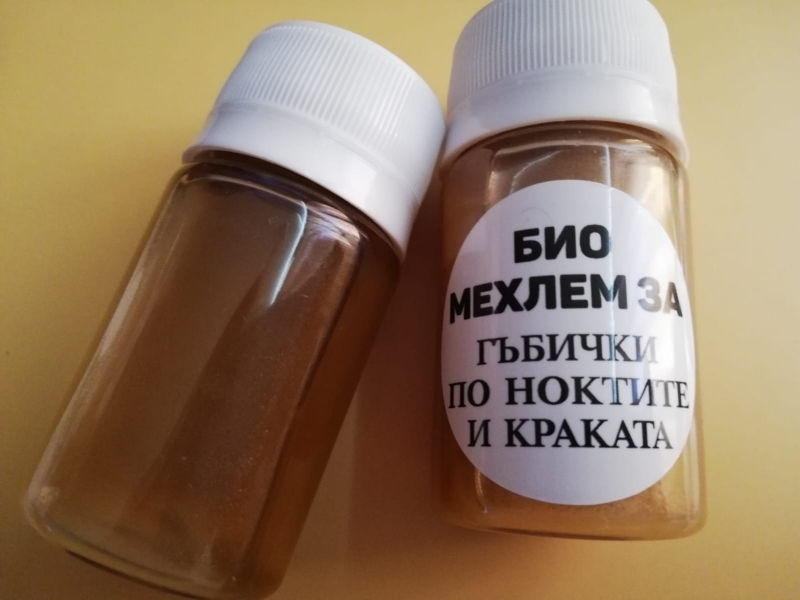 БИО
МЕХЛЕМ ЗА
ГЪБИЧКИ
ПО НОКТИТЕ
И КРАКАТА